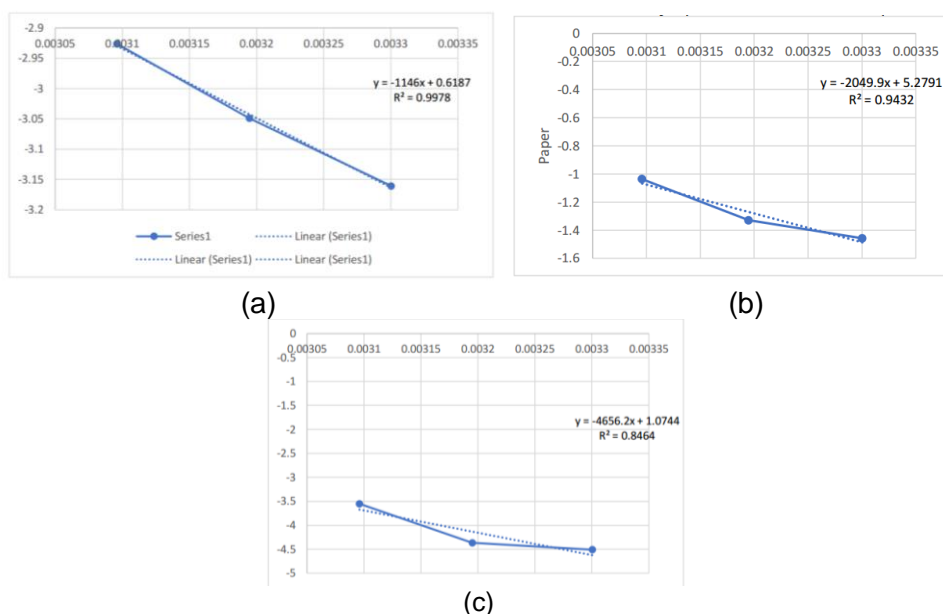 -2.9
0.00305 0.0031 0.00315 0.0032 0.00325 0.0033 0.00335
-2.95
-3
-3.05
-3.1
-3.15
-3.2
y = -1146x + 0.6187
R² = 0.9978
Series1 Linear (Series1)
Linear (Series1) Linear (Series1)
(a)
0
0.00305 0.0031 0.00315 0.0032 0.00325 0.0033 0.00335
-0.2
-0.4
-0.6
-0.8
-1
-1.2
-1.4
-1.6
Paper
y = -2049.9x + 5.2791
R² = 0.9432
(b)
0
0.00305 0.0031 0.00315 0.0032 0.00325 0.0033 0.00335
-0.5
-1
-1.5
-2
-2.5
-3
-3.5
-4
-4.5
-5
y = -4656.2x + 1.0744
R² = 0.8464
(c)